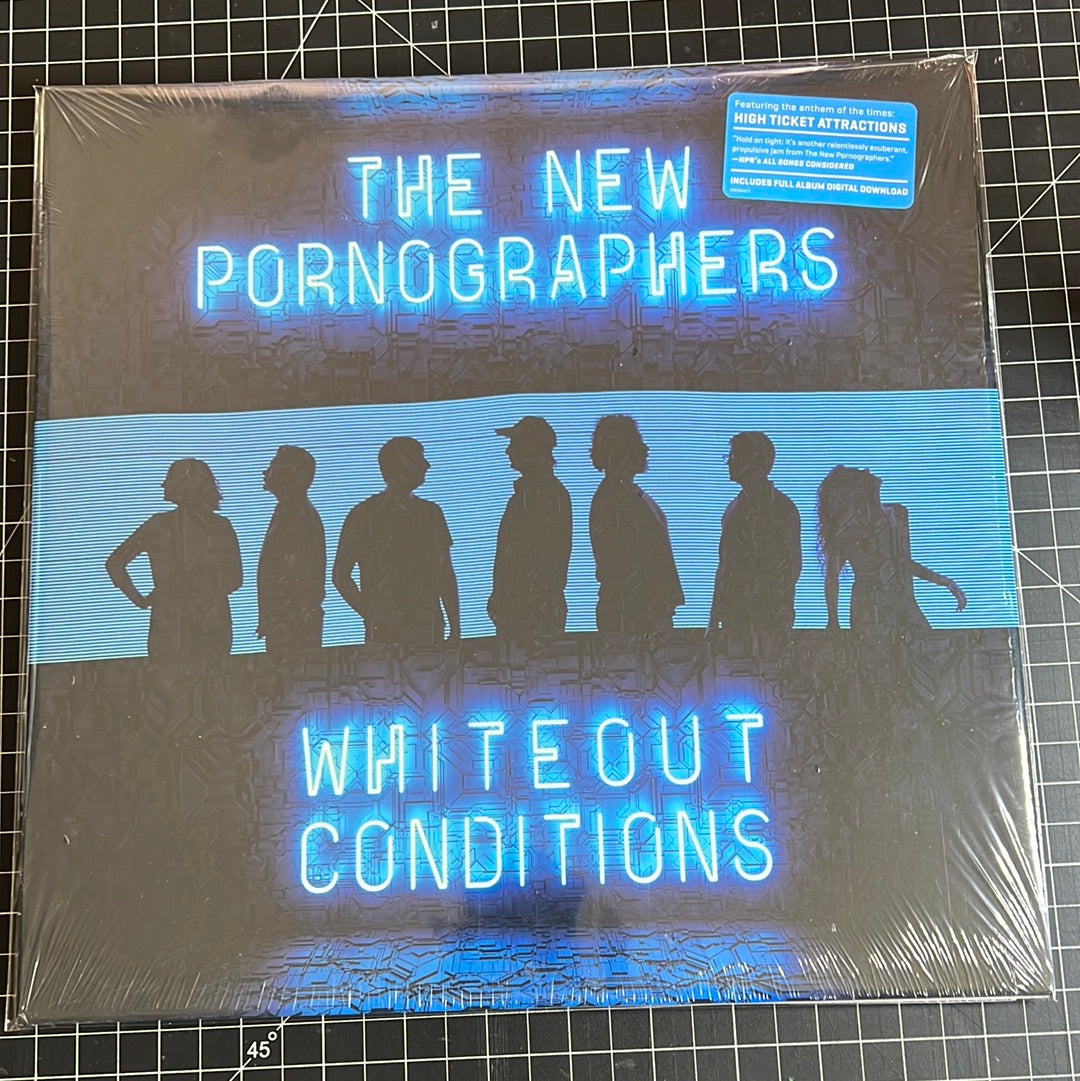 Featuring the anthem of the times:
HIGH TICKET ATTRACTIONS
"Hold on tight: it's another relentlessly exuberant,
propulsive jam from The New Pornographers."
—NPR's ALL SONGS CONSIDERED
INCLUDES FULL ALBUM DIGITAL DOWNLOAD
THE NEW
PORNOGRAPHERS
WHITEOUT
CONDITIONS
45°